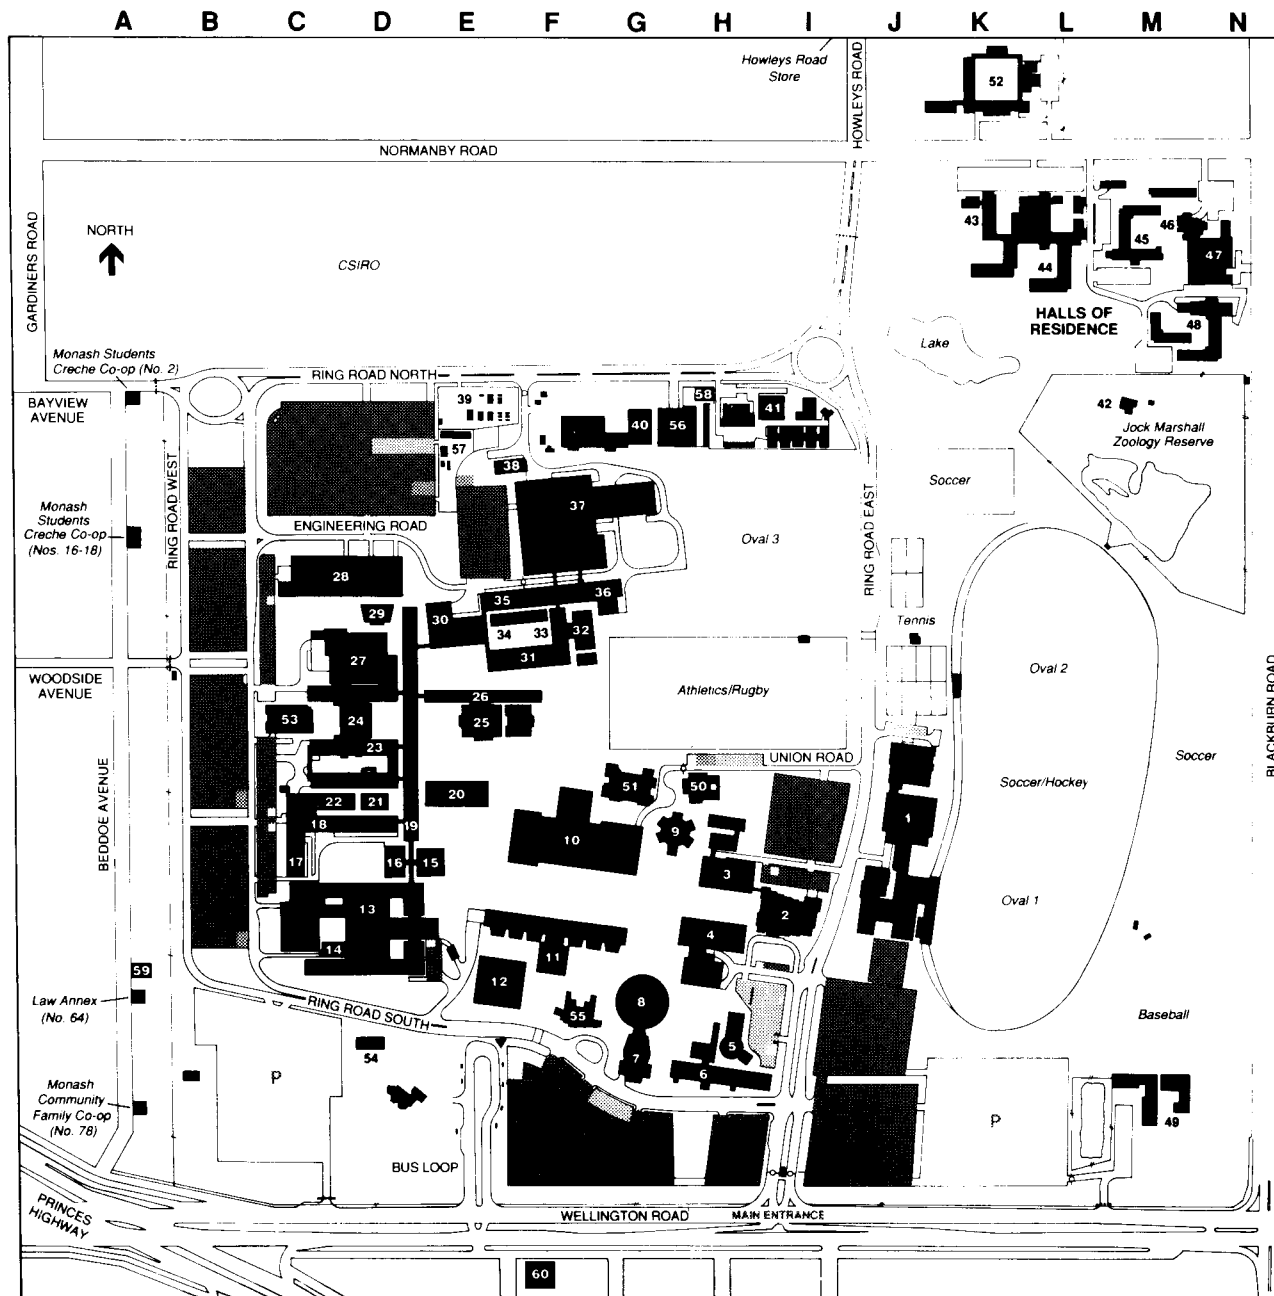 A B C D E F G H I J K L M N
Howleys Road
Store
HOWLEYS ROAD
52
NORMANBY ROAD
GARDINERS ROAD
NORTH
CSIRO
43
44
45
46
47
48
HALLS OF
RESIDENCE
Lake
Monash Students
Creche Co-op (No. 2)
RING ROAD NORTH
BAYVIEW
AVENUE
39
58
41
40
56
57
38
42
Jock Marshall
Zoology Reserve
RING ROAD WEST
Monash
Students
Creche Co-op
(Nos. 16-18)
ENGINEERING ROAD
37
Oval 3
RING ROAD EAST
Soccer
28
29
30
35
36
34
33
32
31
Tennis
27
WOODSIDE
AVENUE
Athletics/Rugby
Oval 2
BLACKBURN ROAD
26
53
24
25
23
UNION ROAD
Soccer
Soccer/Hockey
BEDDOE AVENUE
22
21
20
51
50
18
19
10
9
1
17
16
15
3
13
2
Oval 1
14
4
11
12
59
Law Annex
(No. 64)
RING ROAD SOUTH
55
8
Baseball
54
7
5
6
P
Monash
Community
Family Co-op
(No. 78)
P
49
BUS LOOP
PRINCES
HIGHWAY
WELLINGTON ROAD
MAIN ENTRANCE
60